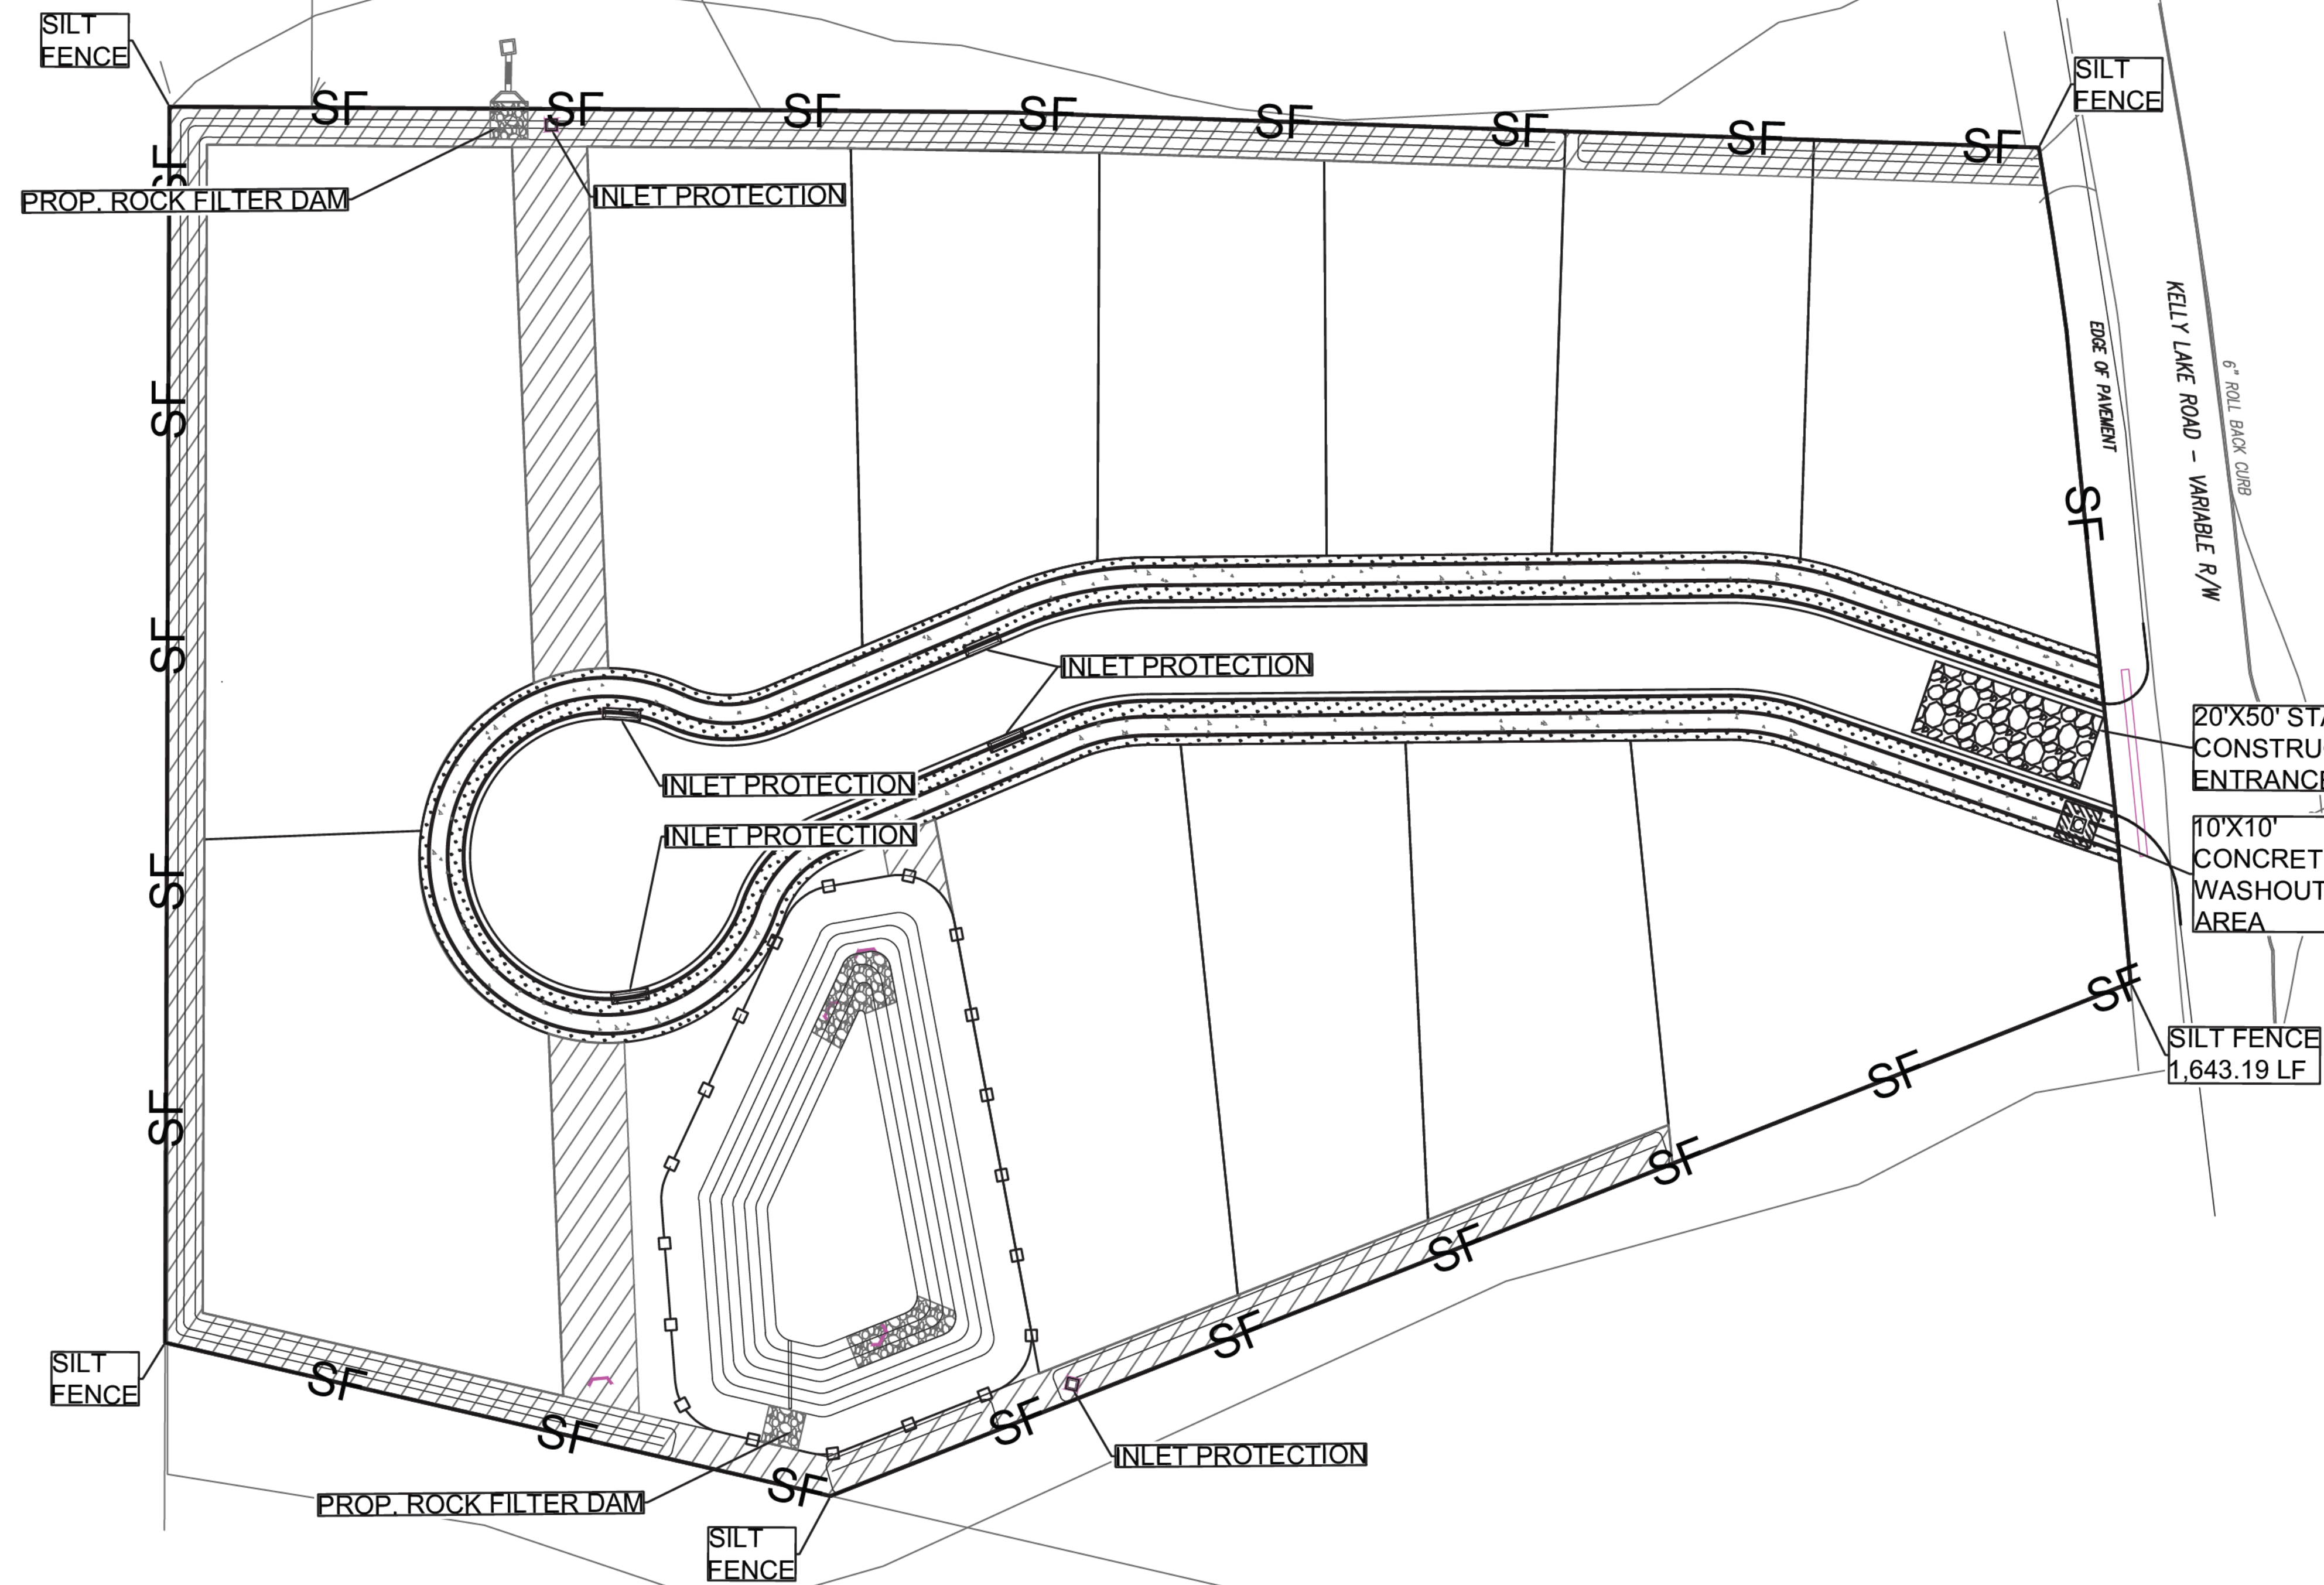 SILT
FENCE
SILT
FENCE
SF
SF
SF
SF
SF
SF
SF
SF
SF
PROP. ROCK FILTER DAM
INLET PROTECTION
KELLY LAKE ROAD - VARIABLE R/W
EDGE OF PAVEMENT
6" ROLL BACK CURB
SF
SF
SF
INLET PROTECTION
20'X50' STA
CONSTRU
ENTRANCE
INLET PROTECTION
INLET PROTECTION
10'X10'
CONCRET
WASHOUT
AREA
SF
SF
SILT FENCE
1,643.19 LF
SF
SF
SF
SF
SF
SILT
FENCE
SF
SF
SF
SF
INLET PROTECTION
PROP. ROCK FILTER DAM
SILT
FENCE